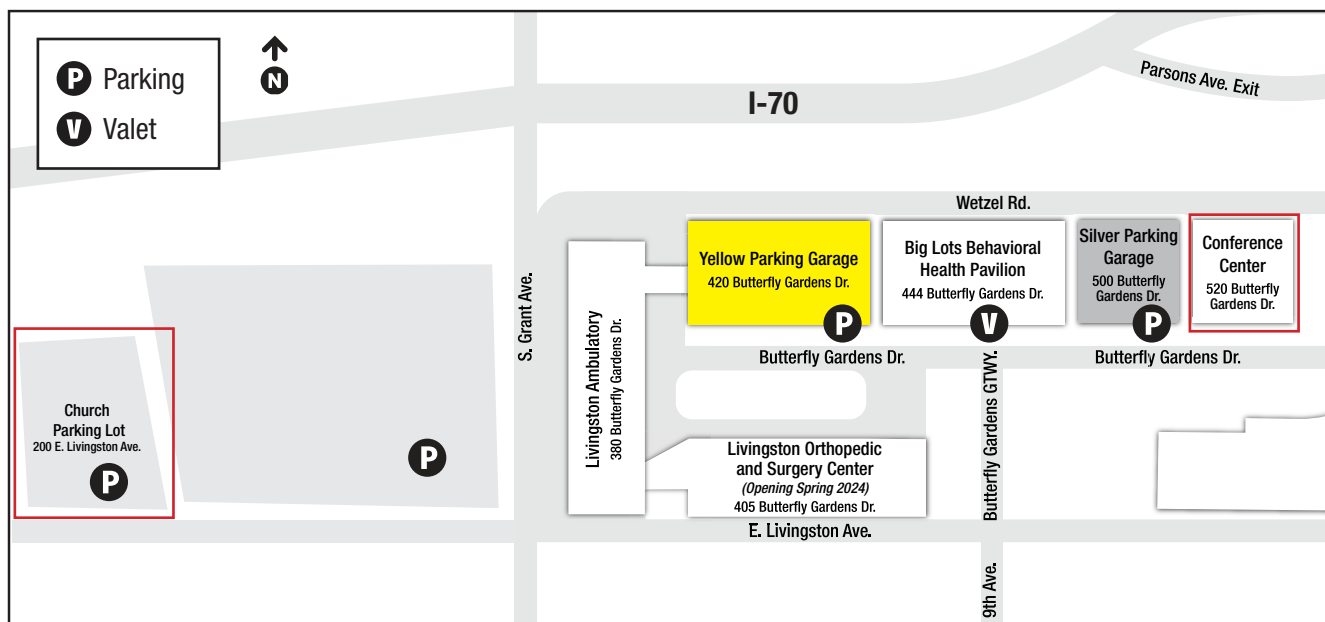 P Parking
V Valet
N
I-70
Parsons Ave. Exit
Wetzel Rd.
S. Grant Ave.
Yellow Parking Garage
420 Butterfly Gardens Dr.
P
Big Lots Behavioral
Health Pavilion
444 Butterfly Gardens Dr.
V
Silver Parking
Garage
500 Butterfly
Gardens Dr.
P
Conference
Center
520 Butterfly
Gardens Dr.
Livingston Ambulatory
380 Butterfly Gardens Dr.
Butterfly Gardens Dr.
Butterfly Gardens GTWY.
Butterfly Gardens Dr.
Church
Parking Lot
200 E. Livingston Ave.
P
P
Livingston Orthopedic
and Surgery Center
(Opening Spring 2024)
405 Butterfly Gardens Dr.
E. Livingston Ave.
9th Ave.